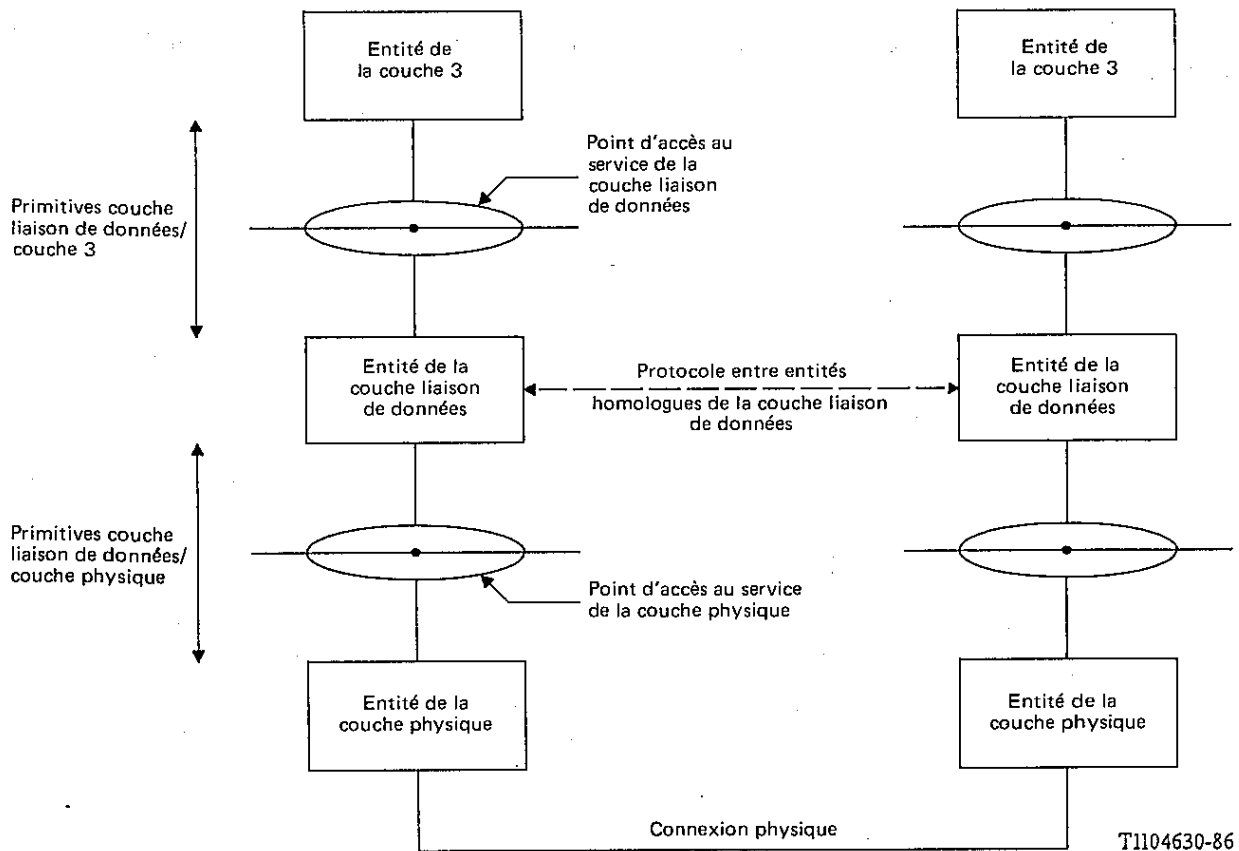 Entité de
la couche 3
Entité de
la couche 3
Point d'accès au
service de la
couche liaison
de données
Primitives couche
liaison de données/
couche 3
Entité de la
couche liaison
de données
Protocole entre entités
homologues de la couche liaison
de données
Entité de la
couche liaison
de données
Primitives couche
liaison de données/
couche physique
Point d'accès au service
de la couche physique
Entité de la
couche physique
Entité de la
couche physique
Connexion physique
T1104630-86